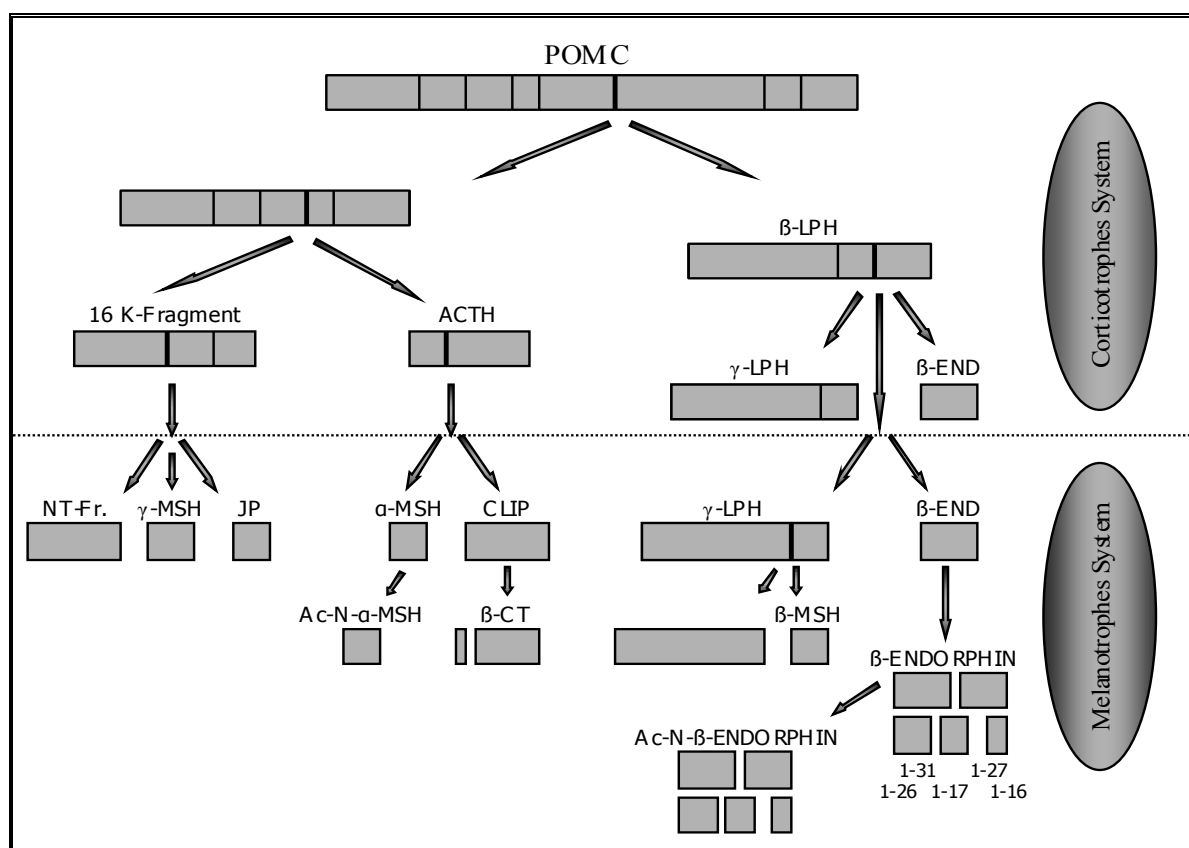 POMC
ß-LPH
16 K-Fragment
ACTH
γ-LPH
ß-END
Corticotrophes System
NT-Fr.
γ-MSH
JP
α-MSH
CLIP
γ-LPH
ß-END
Ac-N-α-MSH
ß-CT
ß-MSH
ß-ENDORPHIN
Ac-N-ß-ENDORPHIN
1-31
1-27
1-26
1-17
1-16
Melanotrophes System